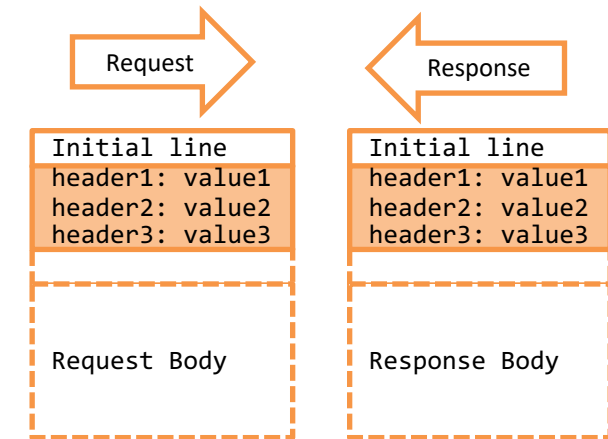 Request
Response
Initial line
header1: value1
header2: value2
header3: value3
Request Body
Initial line
header1: value1
header2: value2
header3: value3
Response Body